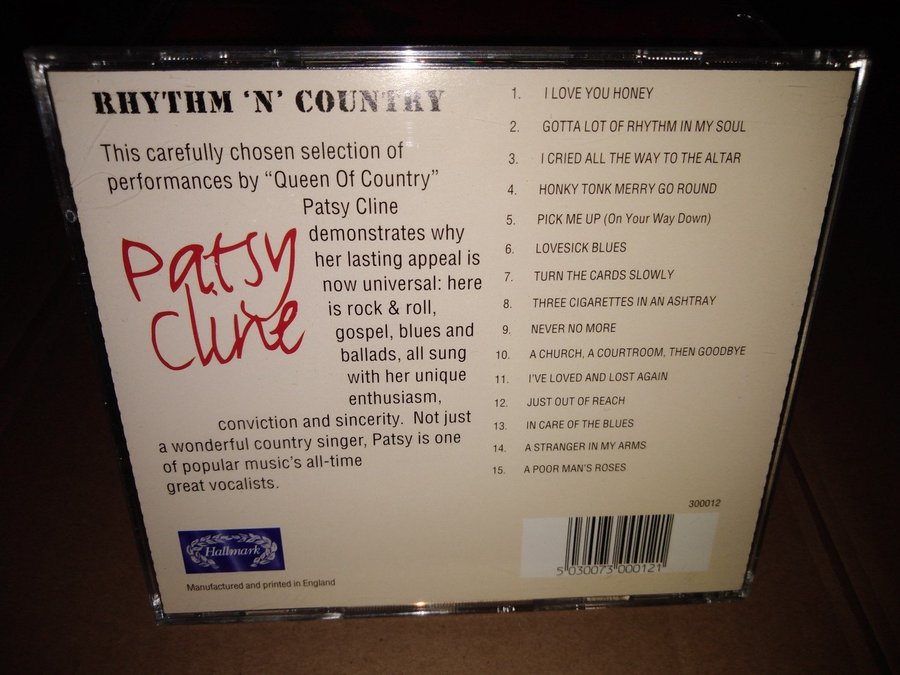 RHYTHM 'N' COUNTRY
This carefully chosen selection of
performances by "Queen Of Country"
Patsy Cline
demonstrates why
her lasting appeal is
now universal: here
is rock & roll,
gospel, blues and
ballads, all sung
with her unique
enthusiasm,
conviction and sincerity. Not just
a wonderful country singer, Patsy is one
of popular music's all-time
great vocalists.
Patsy
Cline
1. I LOVE YOU HONEY
2. GOTTA LOT OF RHYTHM IN MY SOUL
3. I CRIED ALL THE WAY TO THE ALTAR
4. HONKY TONK MERRY GO ROUND
5. PICK ME UP (On Your Way Down)
6. LOVESICK BLUES
7. TURN THE CARDS SLOWLY
8. THREE CIGARETTES IN AN ASHTRAY
9. NEVER NO MORE
10. A CHURCH, A COURTROOM, THEN GOODBYE
11. I'VE LOVED AND LOST AGAIN
12. JUST OUT OF REACH
13. IN CARE OF THE BLUES
14. A STRANGER IN MY ARMS
15. A POOR MAN'S ROSES
300012
5 030073 000121
Hallmark
Manufactured and printed in England